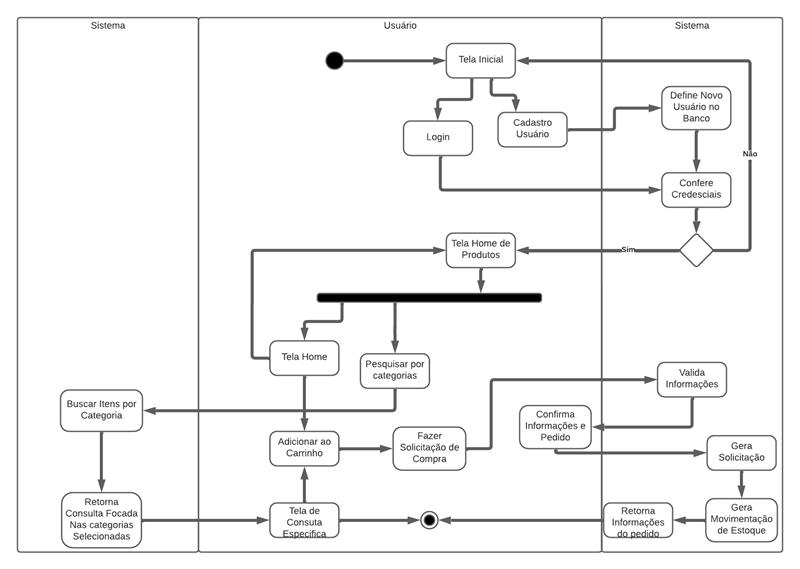 Sistema
Usuário
Sistema
Tela Inicial
Login
Cadastro
Usuário
Define Novo
Usuário no
Banco
Não
Confere
Credesciais
Tela Home de
Produtos
Sim
Tela Home
Pesquisar por
categorias
Valida
Informações
Buscar Itens por
Categoria
Confirma
Informações e
Pedido
Adicionar ao
Carrinho
Fazer
Solicitação de
Compra
Gera
Solicitação
Retorna
Consulta Focada
Nas categorias
Selecionadas
Tela de
Consuta
Especifica
Retorna
Informações
do pedido
Gera
Movimentação
de Estoque